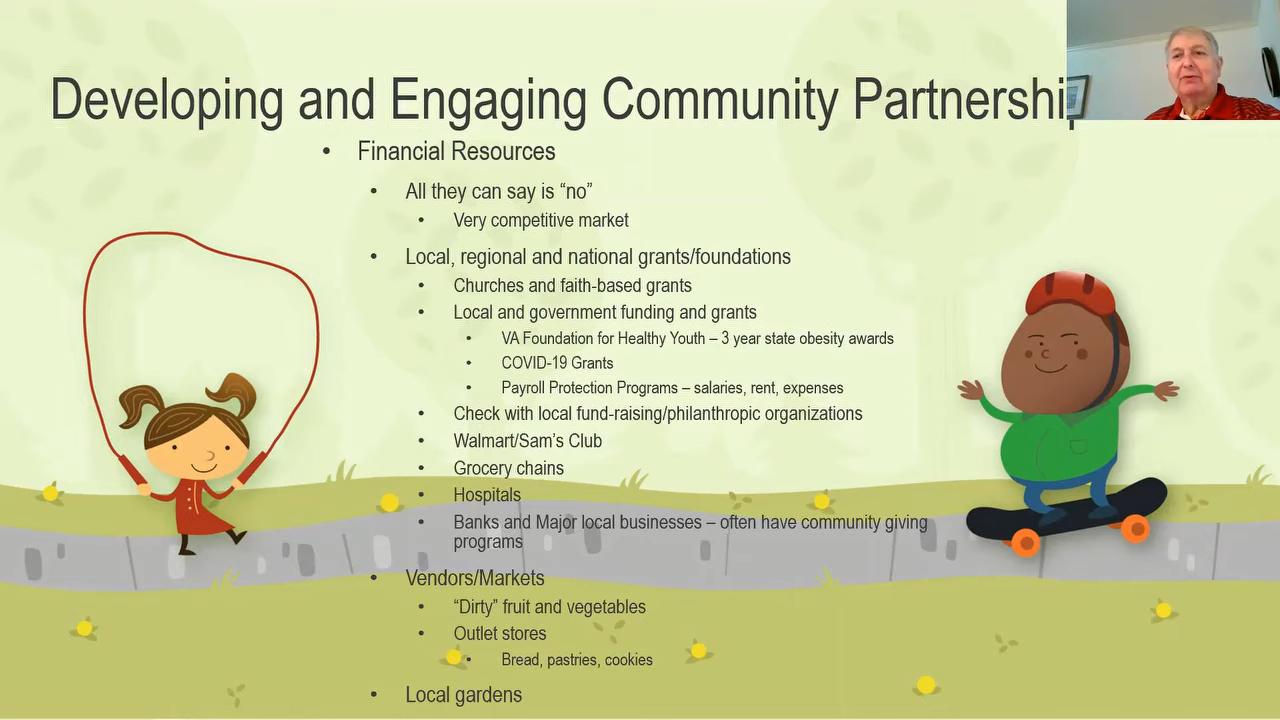 Developing and Engaging Community Partnershi
• Financial Resources
• All they can say is “no”
• Very competitive market
• Local, regional and national grants/foundations
• Churches and faith-based grants
• Local and government funding and grants
• VA Foundation for Healthy Youth – 3 year state obesity awards
• COVID-19 Grants
• Payroll Protection Programs – salaries, rent, expenses
• Check with local fund-raising/philanthropic organizations
• Walmart/Sam’s Club
• Grocery chains
• Hospitals
• Banks and Major local businesses – often have community giving
programs
• Vendors/Markets
• “Dirty” fruit and vegetables
• Outlet stores
• Bread, pastries, cookies
• Local gardens